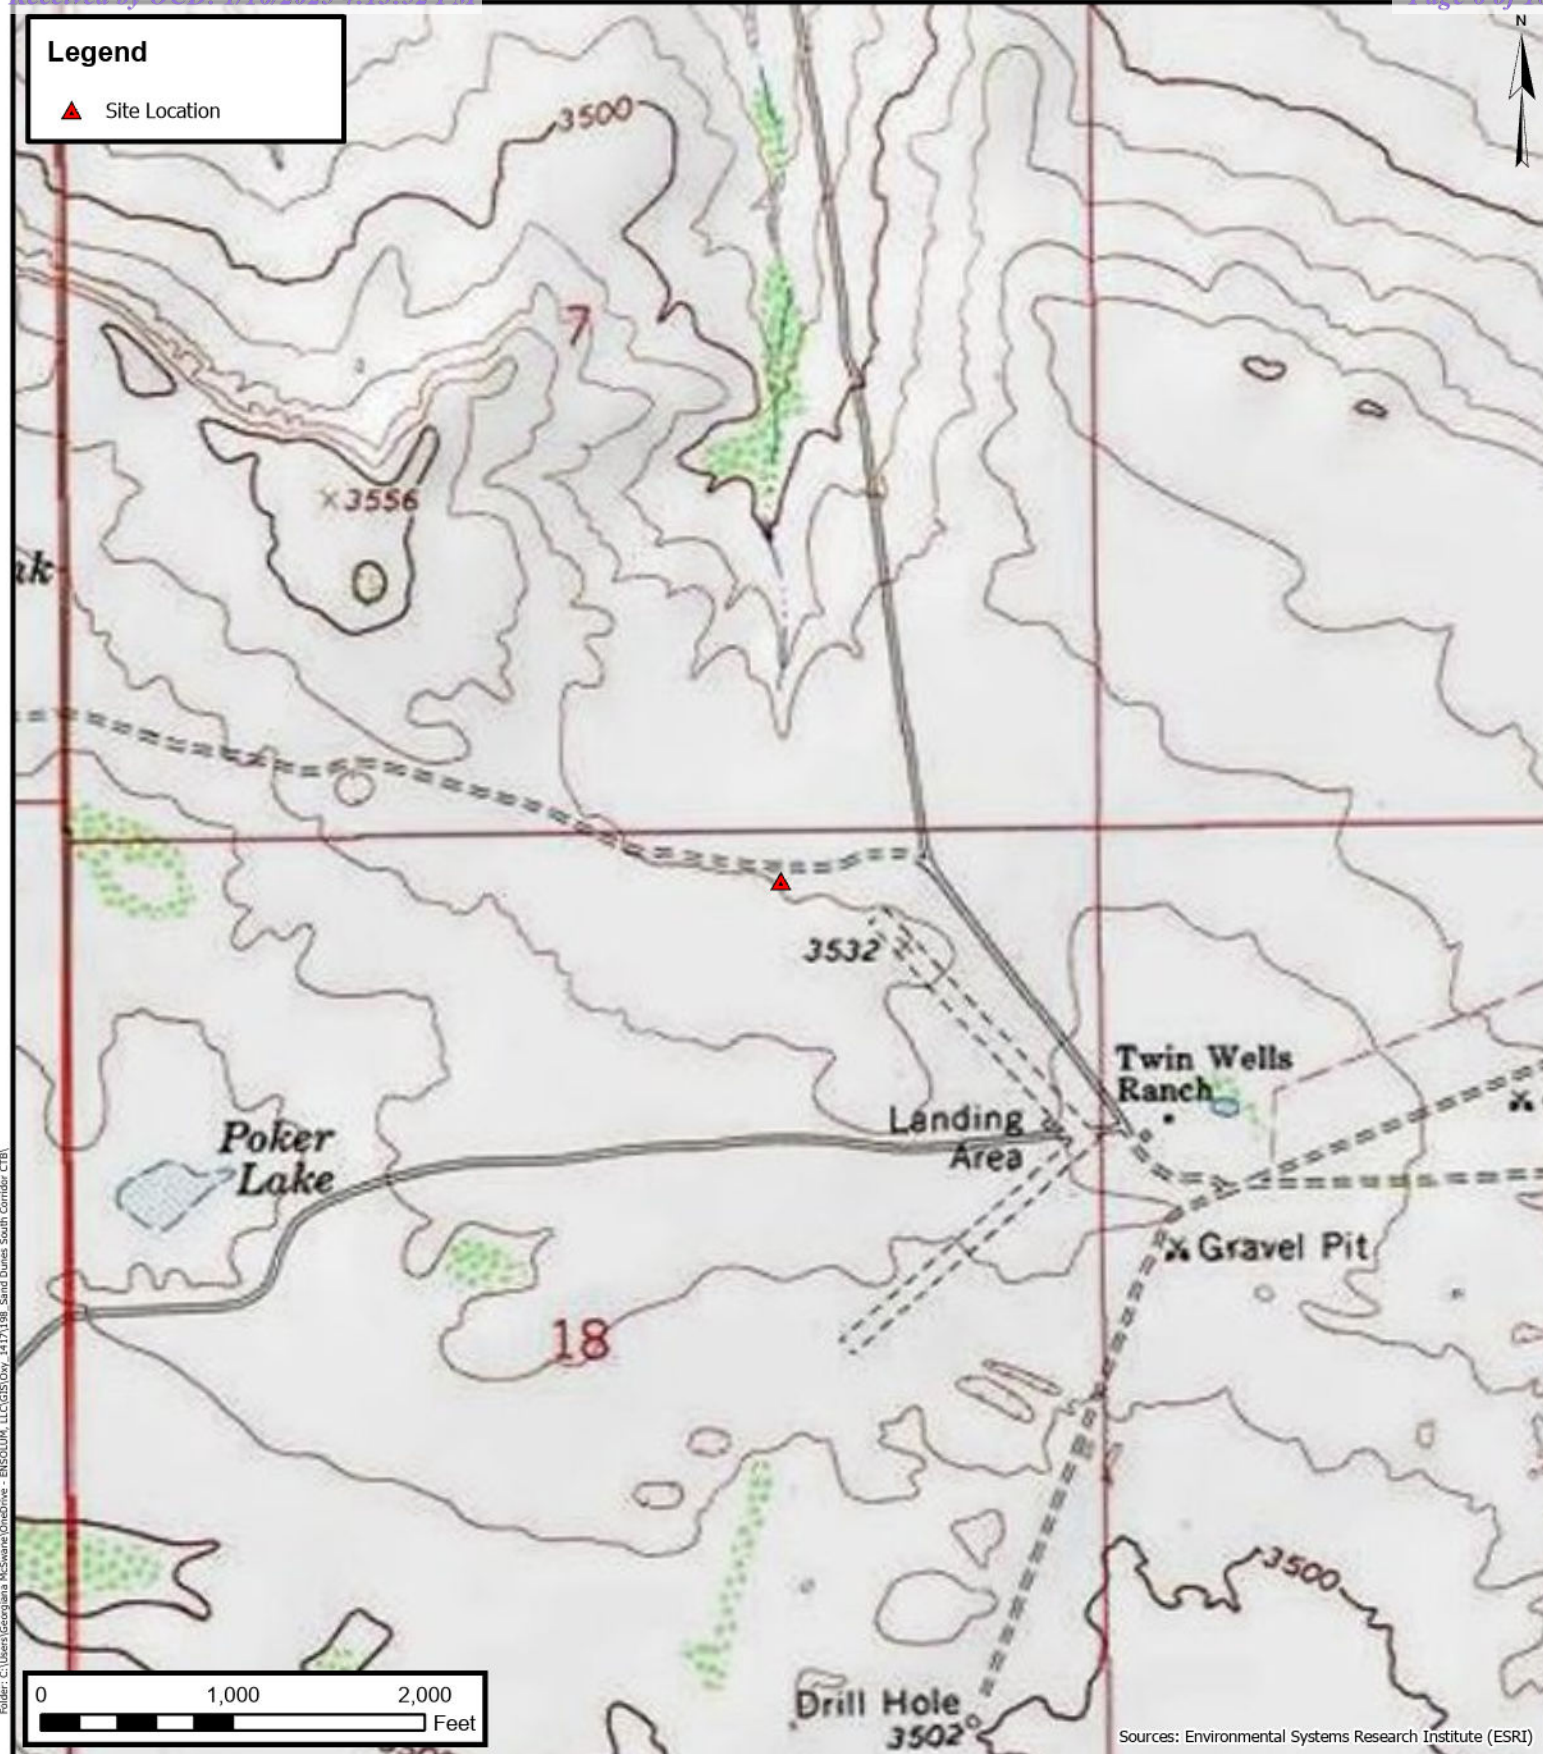 Legend
N
Site Location
3500
7
3556
3532
Twin Wells
Ranch
Landing
Area
Poker
Lake
Gravel Pit
18
3500
0 1,000 2,000
Feet
Drill Hole
3502
Sources: Environmental Systems Research Institute (ESRI)